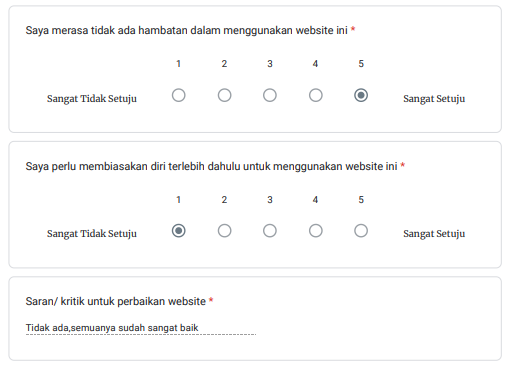 Saya merasa tidak ada hambatan dalam menggunakan website ini *
1 2 3 4 5
Sangat Tidak Setuju Sangat Setuju
Saya perlu membiasakan diri terlebih dahulu untuk menggunakan website ini *
1 2 3 4 5
Sangat Tidak Setuju Sangat Setuju
Saran/ kritik untuk perbaikan website *
Tidak ada,semuanya sudah sangat baik